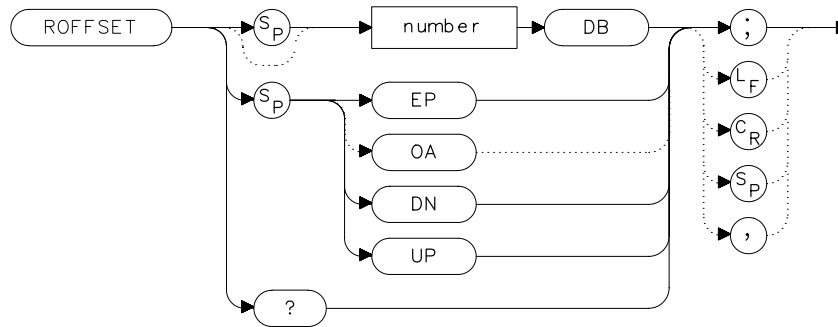 ROFFSET SP number DB ;
LF
SP EP
CR
OA
SP
DN
,
UP
?